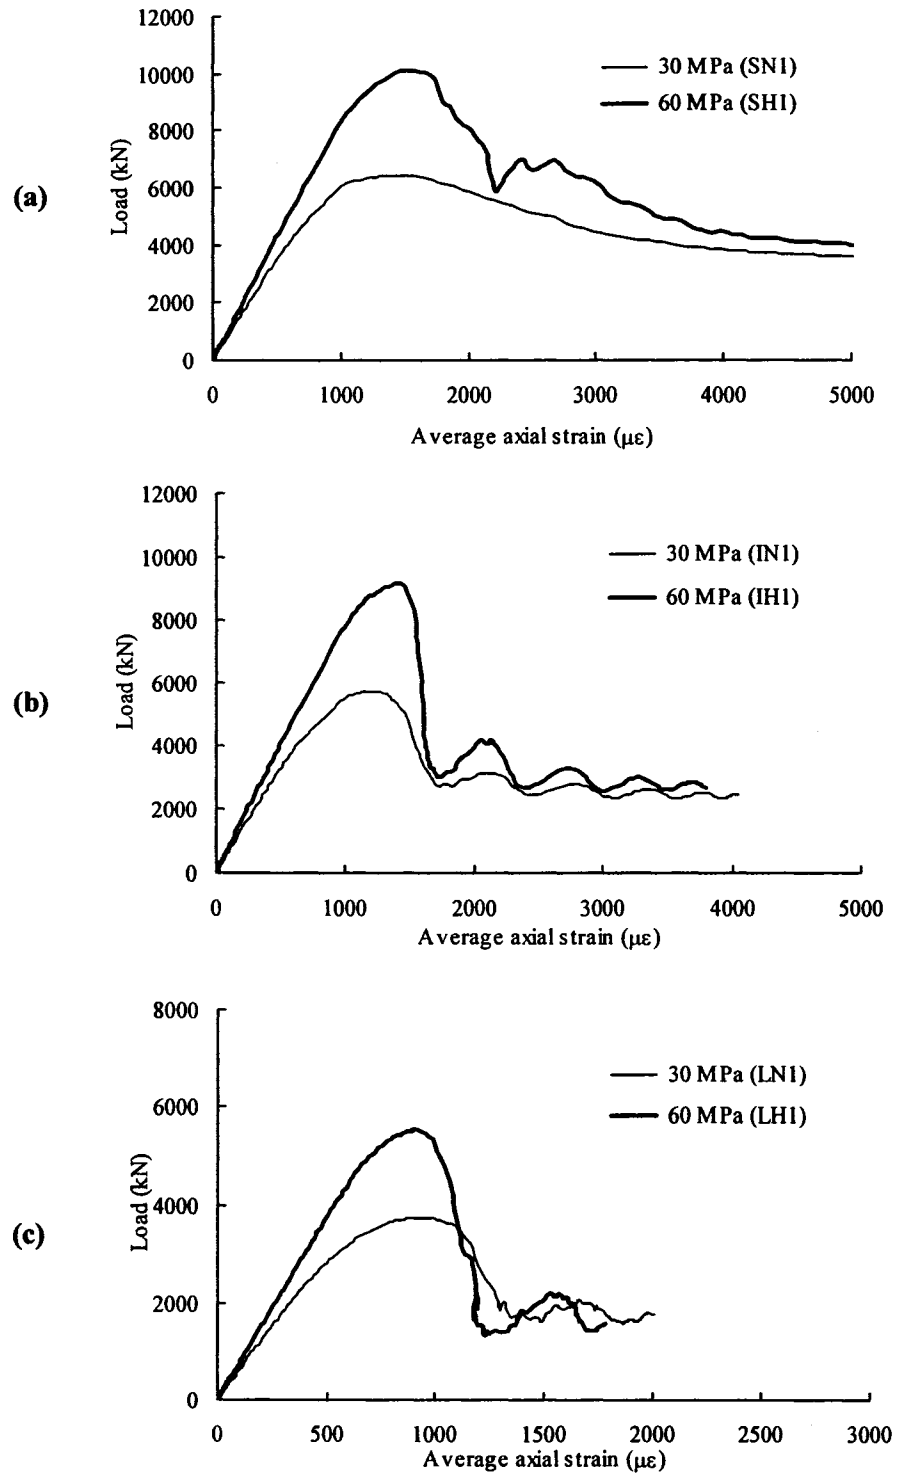 (a)
Load (kN)
12000
10000
8000
6000
4000
2000
0
30 MPa (SN1)
60 MPa (SH1)
0 1000 2000 3000 4000 5000
Average axial strain (με)
(b)
Load (kN)
12000
10000
8000
6000
4000
2000
0
30 MPa (IN1)
60 MPa (IH1)
0 1000 2000 3000 4000 5000
Average axial strain (με)
(c)
Load (kN)
8000
6000
4000
2000
0
30 MPa (LN1)
60 MPa (LH1)
0 500 1000 1500 2000 2500 3000
Average axial strain (με)